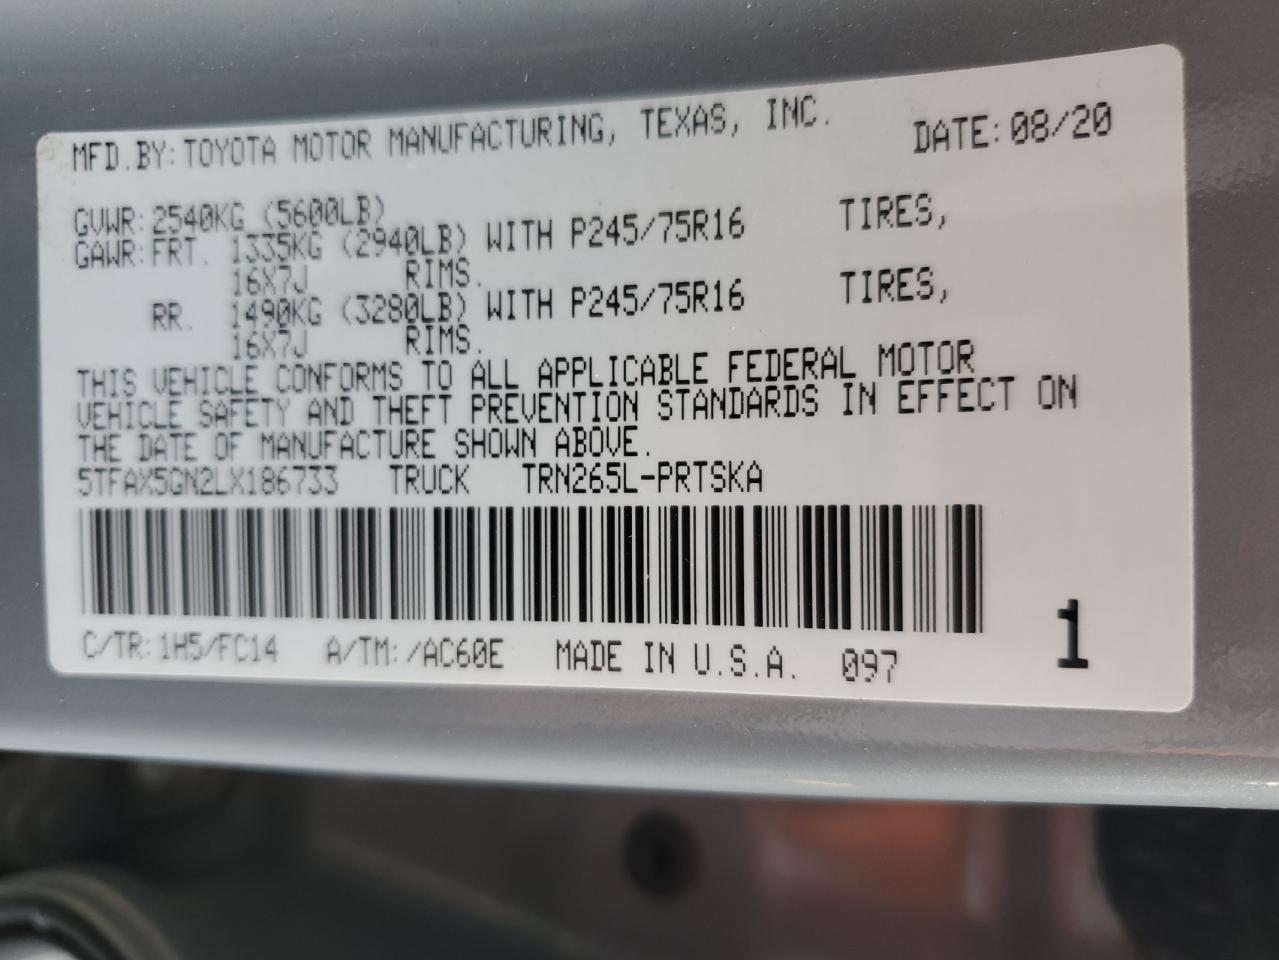 MFD.BY:TOYOTA MOTOR MANUFACTURING, TEXAS, INC. DATE:08/20
GVWR:2540KG (5600LB)
GAWR:FRT. 1335KG (2940LB) WITH P245/75R16 TIRES,
16X7J RIMS.
RR. 1490KG (3280LB) WITH P245/75R16 TIRES,
16X7J RIMS.
THIS VEHICLE CONFORMS TO ALL APPLICABLE FEDERAL MOTOR
VEHICLE SAFETY AND THEFT PREVENTION STANDARDS IN EFFECT ON
THE DATE OF MANUFACTURE SHOWN ABOVE.
5TFAX5GN2LX186733 TRUCK TRN265L-PRTSKA
C/TR:1H5/FC14 A/TM:/AC60E MADE IN U.S.A. 097 1